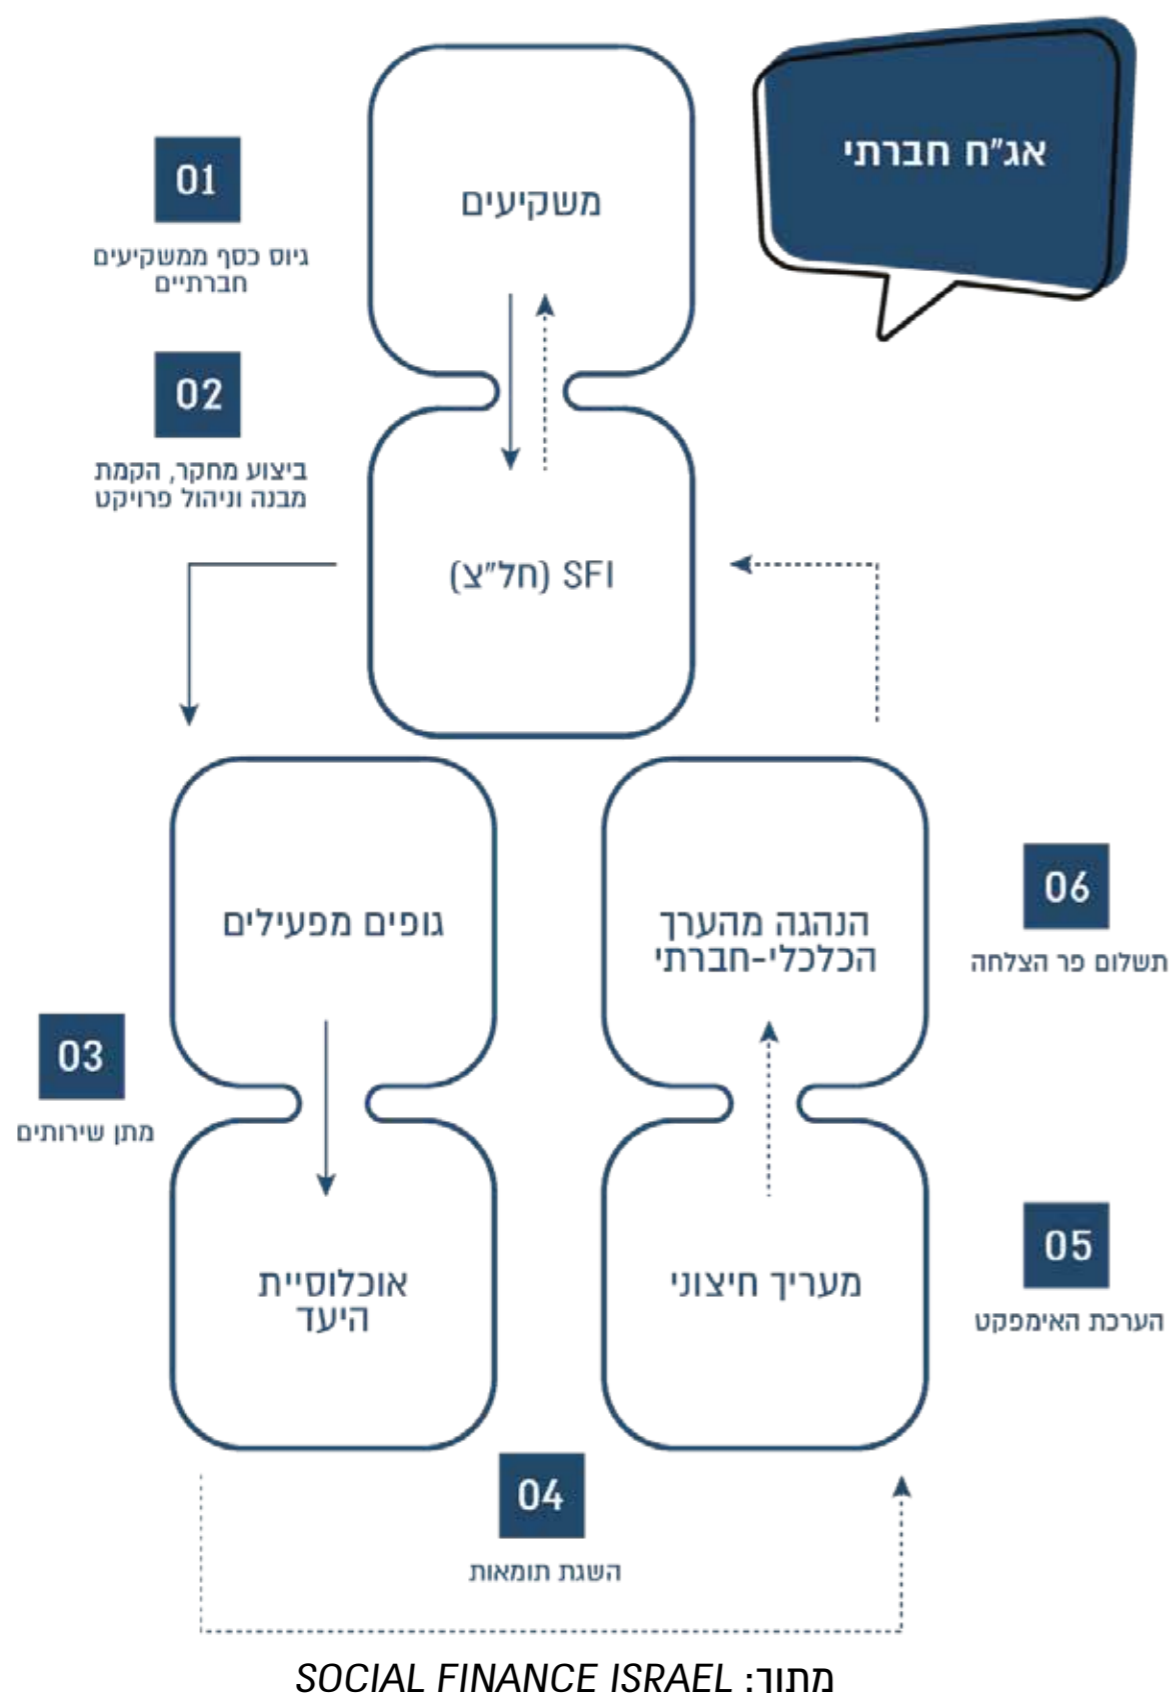 אג"ח חברתי
משקיעים
01
גיוס כסף ממשקיעים
חברתיים
02
ביצוע מחקר, הקמת
מבנה וניהול פרויקט
SFI (חל"צ)
גופים מפעילים
03
מתן שירותים
אוכלוסיית
היעד
04
השגת תומאות
מעריך חיצוני
05
הערכת האימפקט
הנהגה מהערך
הכלכלי-חברתי
06
תשלום פר הצלחה
מתוך: SOCIAL FINANCE ISRAEL